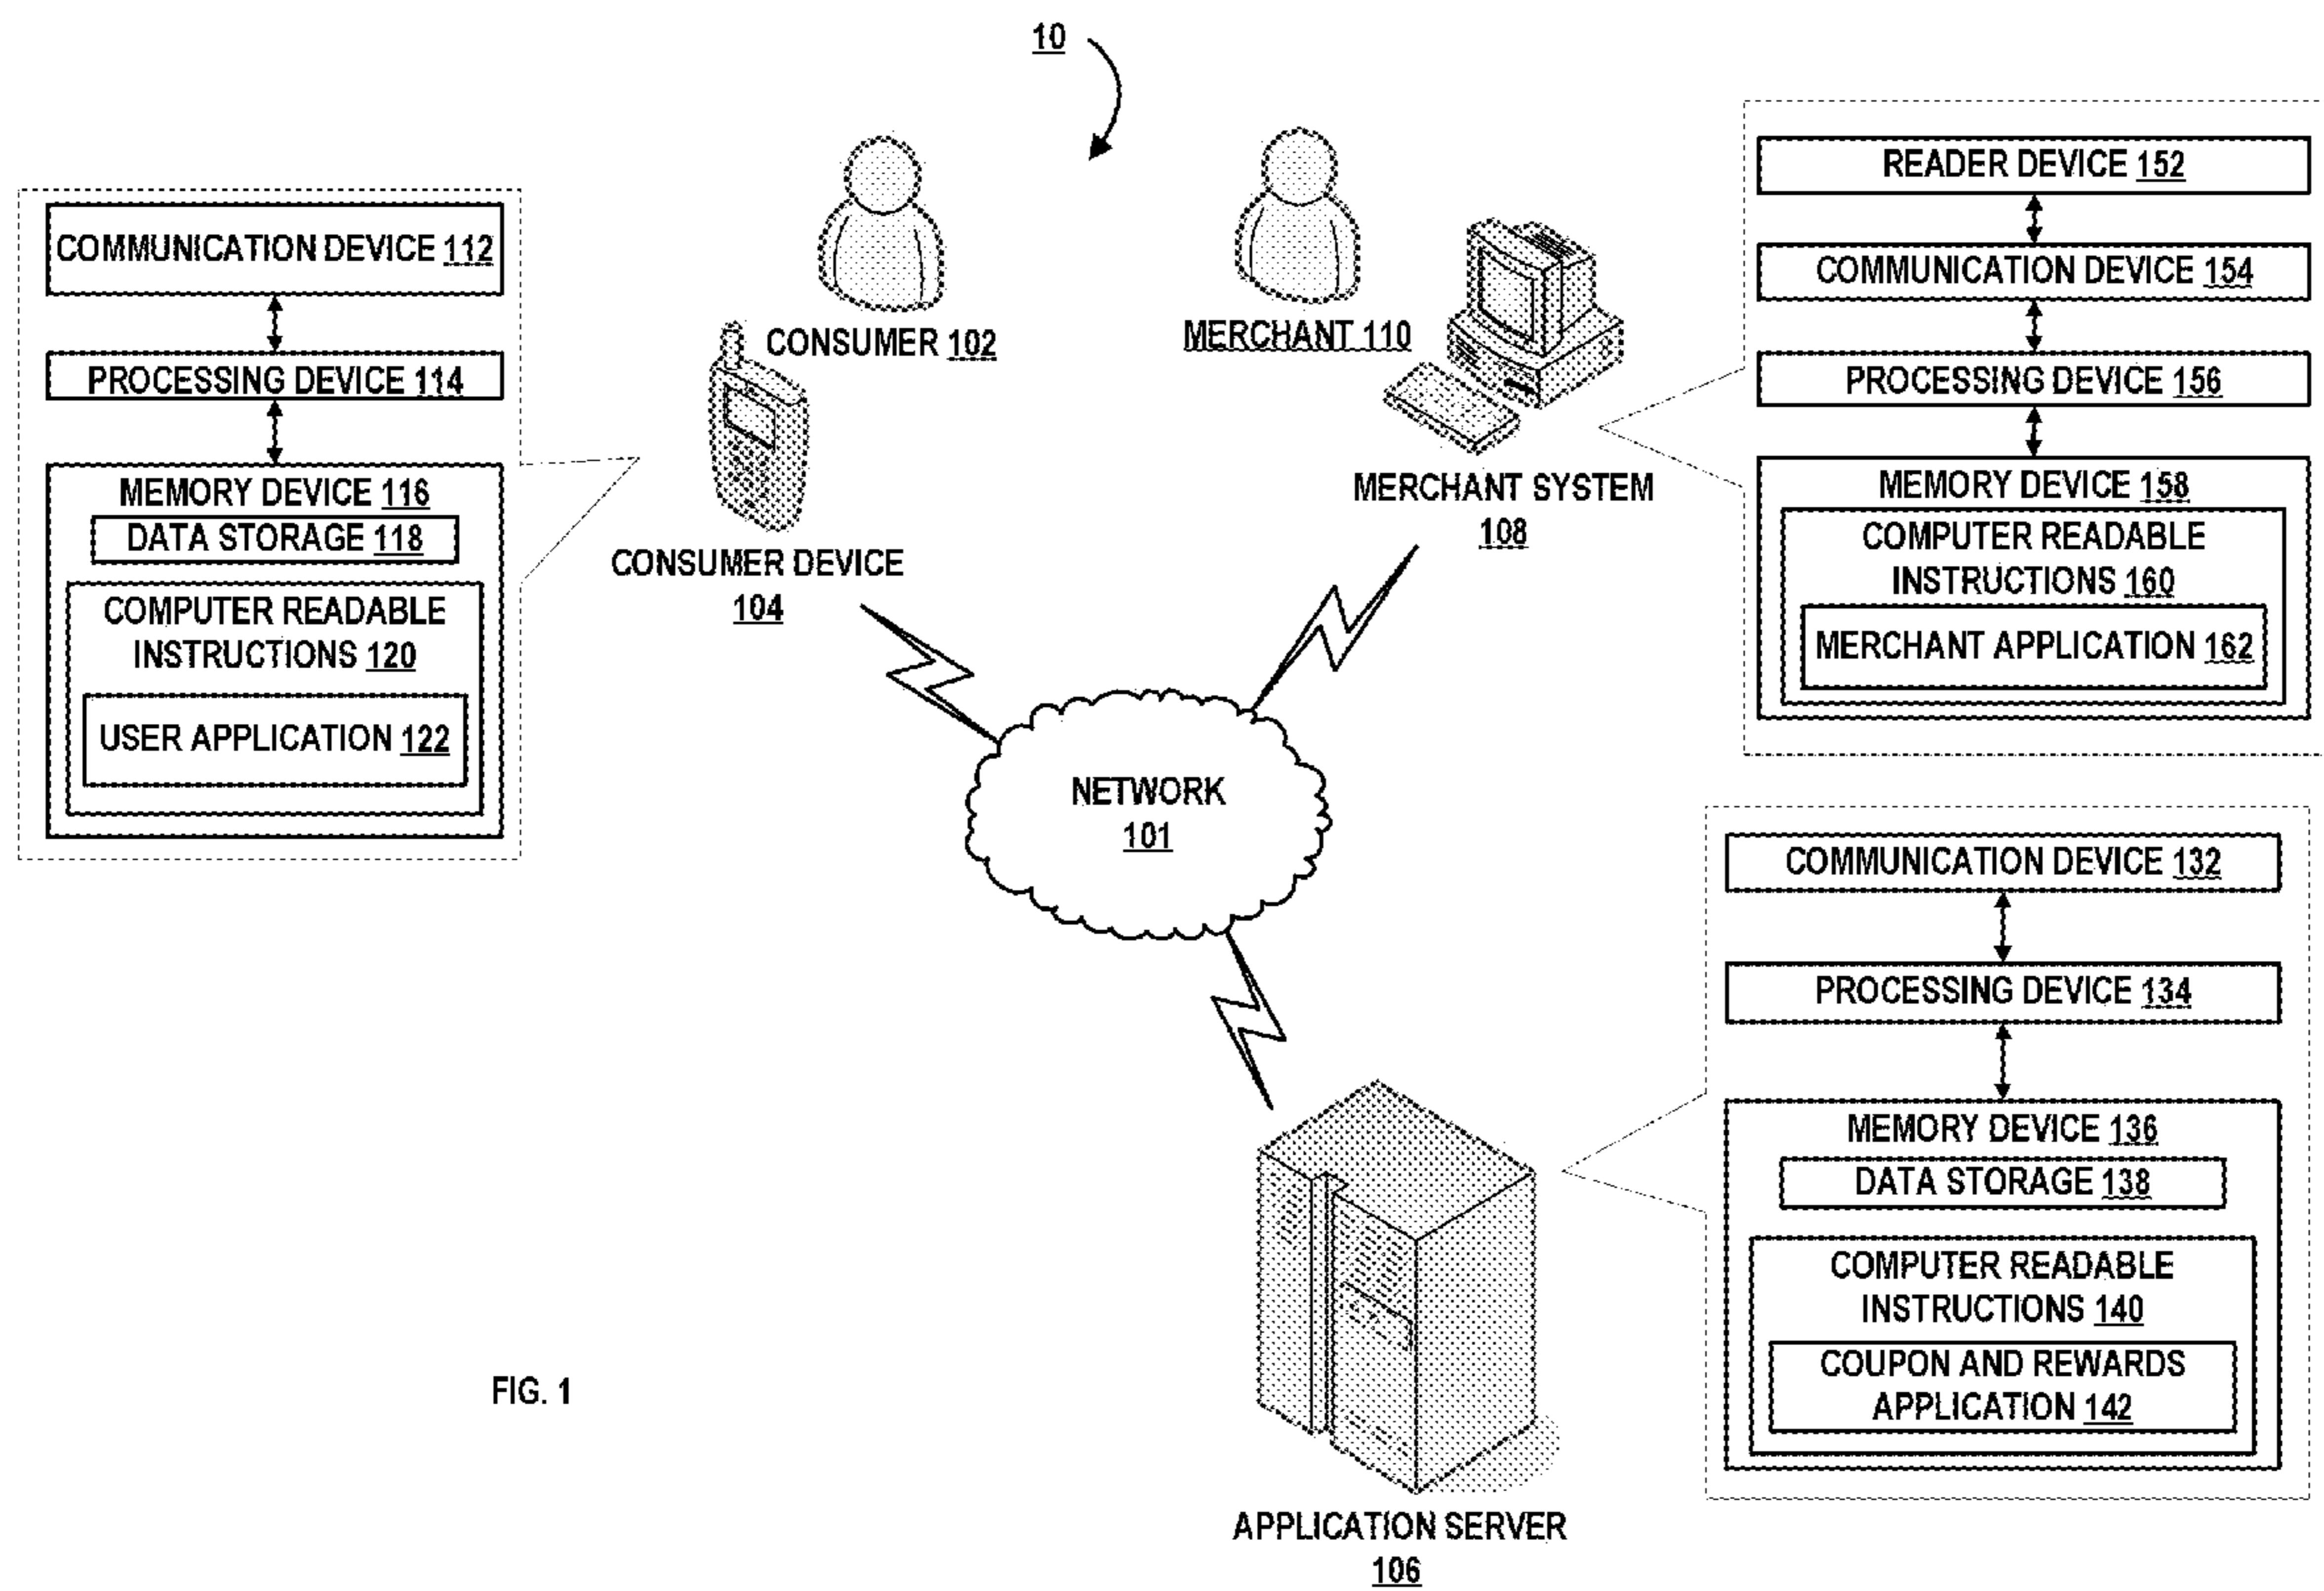 10
COMMUNICATION DEVICE 112
PROCESSING DEVICE 114
MEMORY DEVICE 116
DATA STORAGE 118
COMPUTER READABLE
INSTRUCTIONS 120
USER APPLICATION 122
CONSUMER 102
CONSUMER DEVICE
104
MERCHANT 110
MERCHANT SYSTEM
108
READER DEVICE 152
COMMUNICATION DEVICE 154
PROCESSING DEVICE 156
MEMORY DEVICE 158
COMPUTER READABLE
INSTRUCTIONS 160
MERCHANT APPLICATION 162
NETWORK
101
COMMUNICATION DEVICE 132
PROCESSING DEVICE 134
MEMORY DEVICE 136
DATA STORAGE 138
COMPUTER READABLE
INSTRUCTIONS 140
COUPON AND REWARDS
APPLICATION 142
APPLICATION SERVER
106
FIG. 1